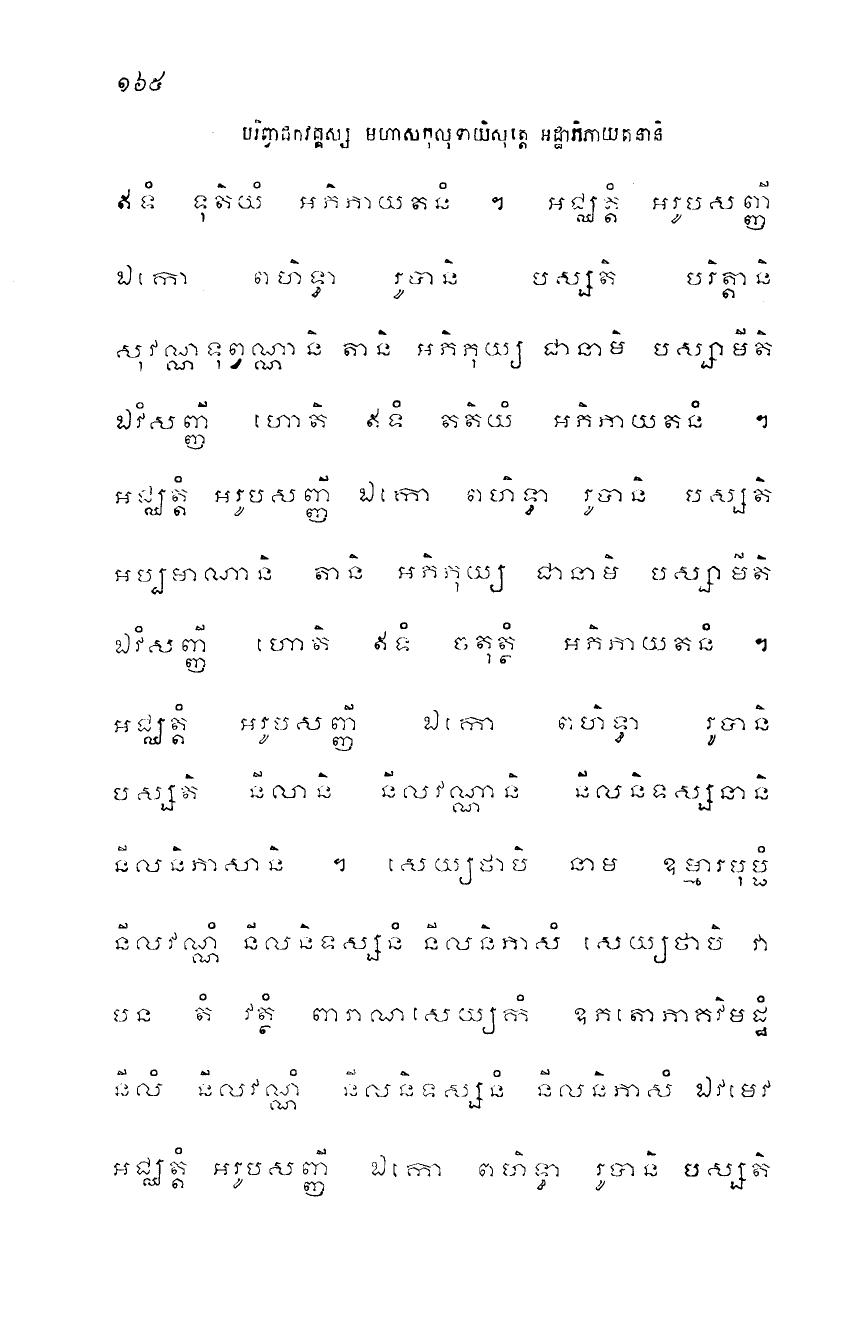 ១៦៥
បរិព្វាជកវគ្គស្ស មហាសកុលុទាយិសុត្តេ អដ្ឋាភិភាយតនានិ
ឥទំ ទុតិយំ អភិភាយតនំ ។ អជ្ឈត្តំ អរូបសញ្ញី
ឯកោ ពហិទ្ធា រូបានិ បស្សតិ បរិត្តានិ
សុវណ្ណទុព្វណ្ណានិ តានិ អភិភុយ្យ ជានាមិ បស្សាមីតិ
ឯវំសញ្ញី ហោតិ ឥទំ តតិយំ អភិភាយតនំ ។
អជ្ឈត្តំ អរូបសញ្ញី ឯកោ ពហិទ្ធា រូបានិ បស្សតិ
អប្បមាណានិ តានិ អភិភុយ្យ ជានាមិ បស្សាមីតិ
ឯវំសញ្ញី ហោតិ ឥទំ ចតុត្ថំ អភិភាយតនំ ។
អជ្ឈត្តំ អរូបសញ្ញី ឯកោ ពហិទ្ធា រូបានិ
បស្សតិ នីលានិ នីលវណ្ណានិ នីលនិទស្សនានិ
នីលនិភាសានិ ។ សេយ្យថាបិ នាម ឧម្មារបុប្ផំ
នីលវណ្ណំ នីលនិទស្សនំ នីលនិភាសំ សេយ្យថាបិ វា
បន តំ វត្ថំ ពារាណសេយ្យកំ ឧភតោភាគវិមដ្ឋំ
នីលំ នីលវណ្ណំ នីលនិទស្សនំ នីលនិភាសំ ឯវមេវ
អជ្ឈត្តំ អរូបសញ្ញី ឯកោ ពហិទ្ធា រូបានិ បស្សតិ